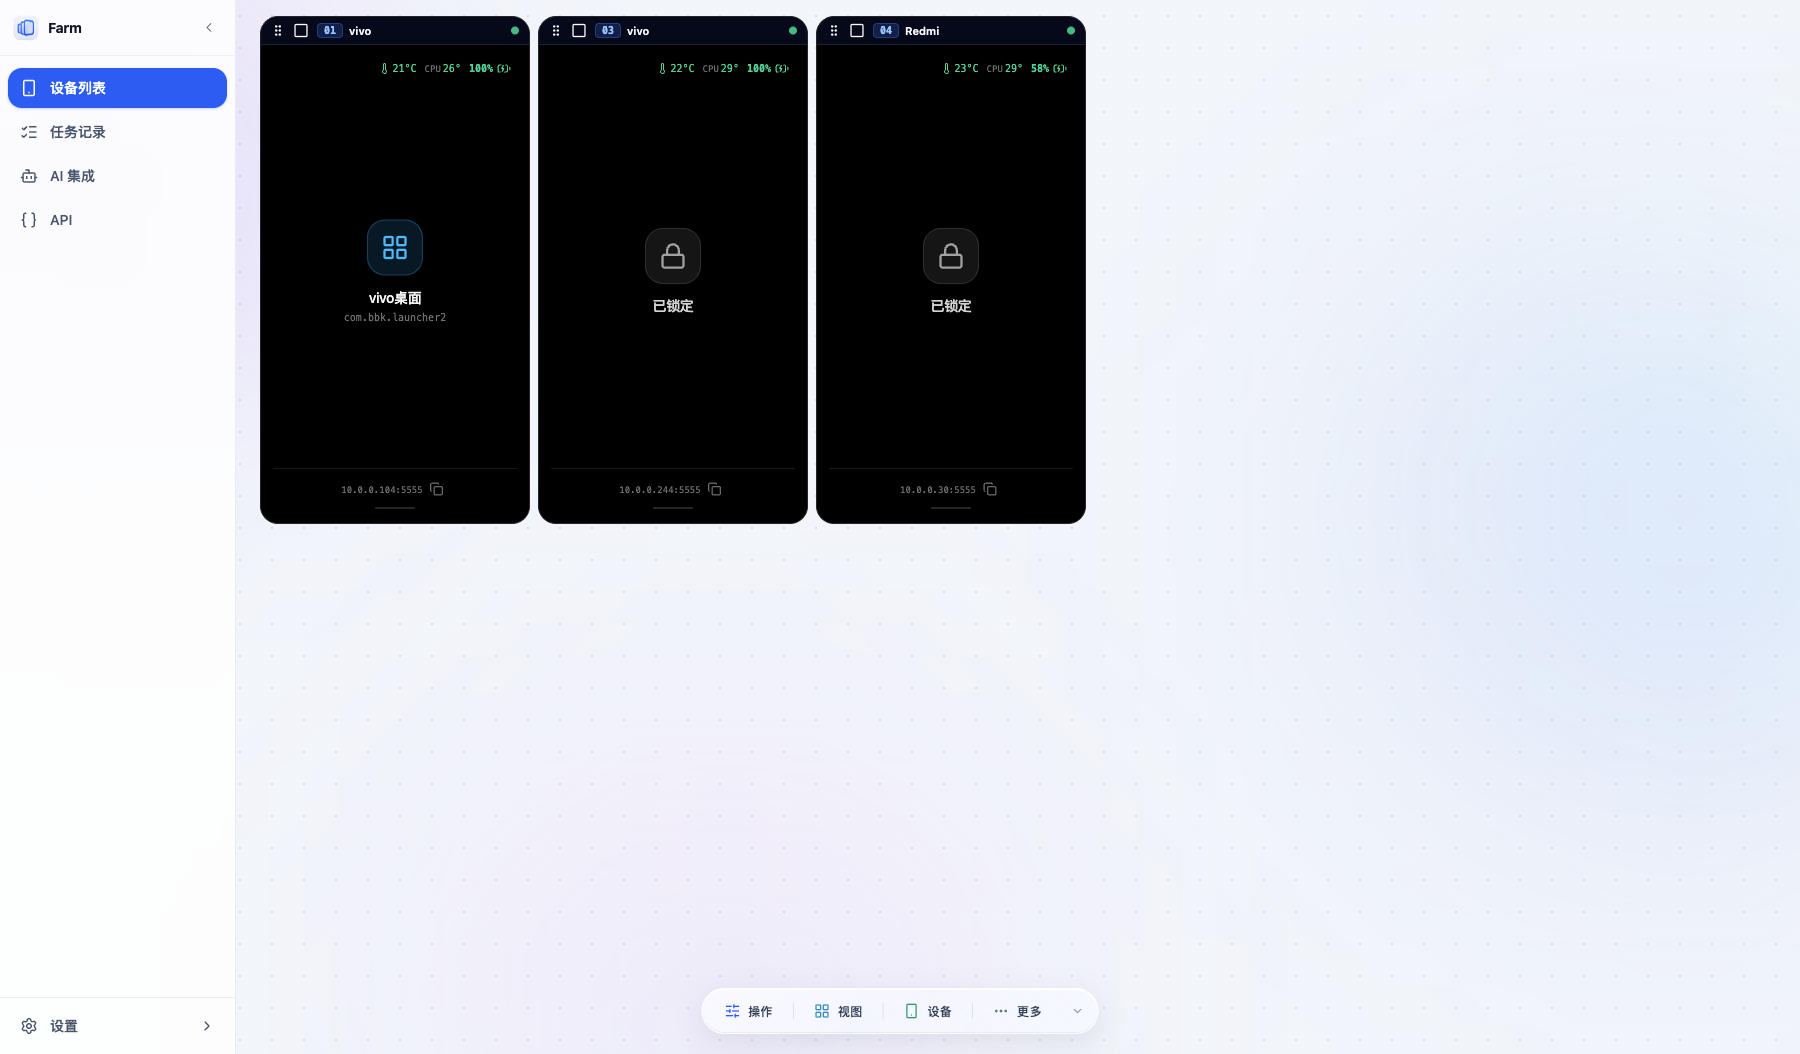 Farm
设备列表
任务记录
AI 集成
API
设置
01 vivo
21°C CPU 26° 100%
vivo桌面
com.bbk.launcher2
10.0.0.104:5555
03 vivo
22°C CPU 29° 100%
已锁定
10.0.0.244:5555
04 Redmi
23°C CPU 29° 58%
已锁定
10.0.0.30:5555
操作 视图 设备 更多